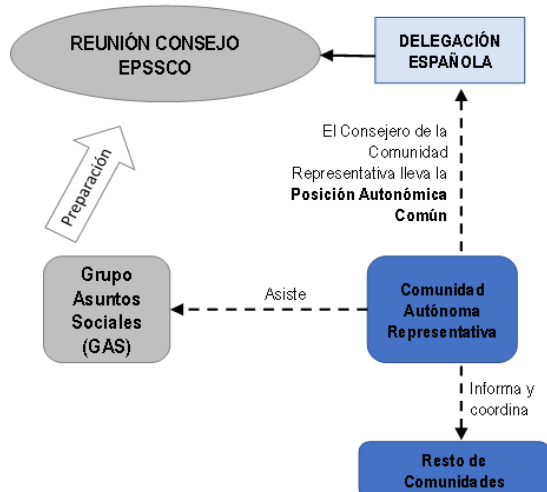 REUNIÓN CONSEJO
EPSSCO
DELEGACIÓN
ESPAÑOLA
El Consejero de la
Comunidad
Representativa lleva la
Posición Autonómica
Común
Preparación
Grupo
Asuntos
Sociales
(GAS)
Asiste
Comunidad
Autónoma
Representativa
Informa y
coordina
Resto de
Comunidades